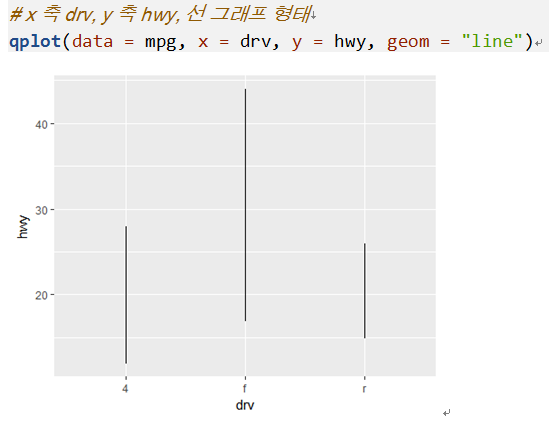 # x 축 drv, y 축 hwy, 선 그래프 형태
qplot(data = mpg, x = drv, y = hwy, geom = "line")
40
30
20
hwy
4 f r
drv